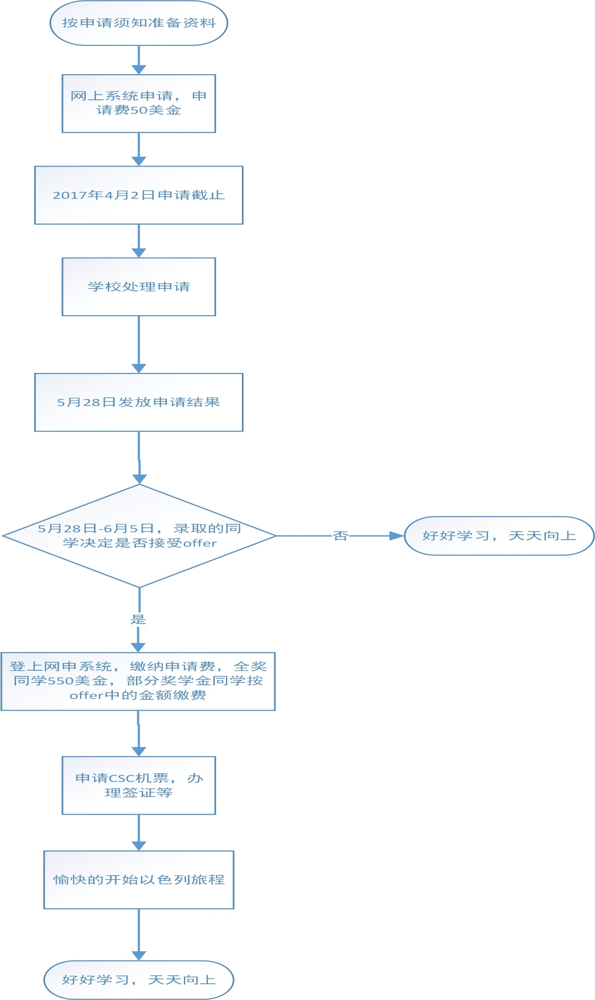 按申请须知准备资料
网上系统申请，申
请费50美金
2017年4月2日申请截止
学校处理申请
5月28日发放申请结果
5月28日-6月5日，录取的同
学决定是否接受offer
否
好好学习，天天向上
是
登上网申系统，缴纳申请费，全奖
同学550美金，部分奖学金同学按
offer中的金额缴费
申请CSC机票，办
理签证等
愉快的开始以色列旅程
好好学习，天天向上